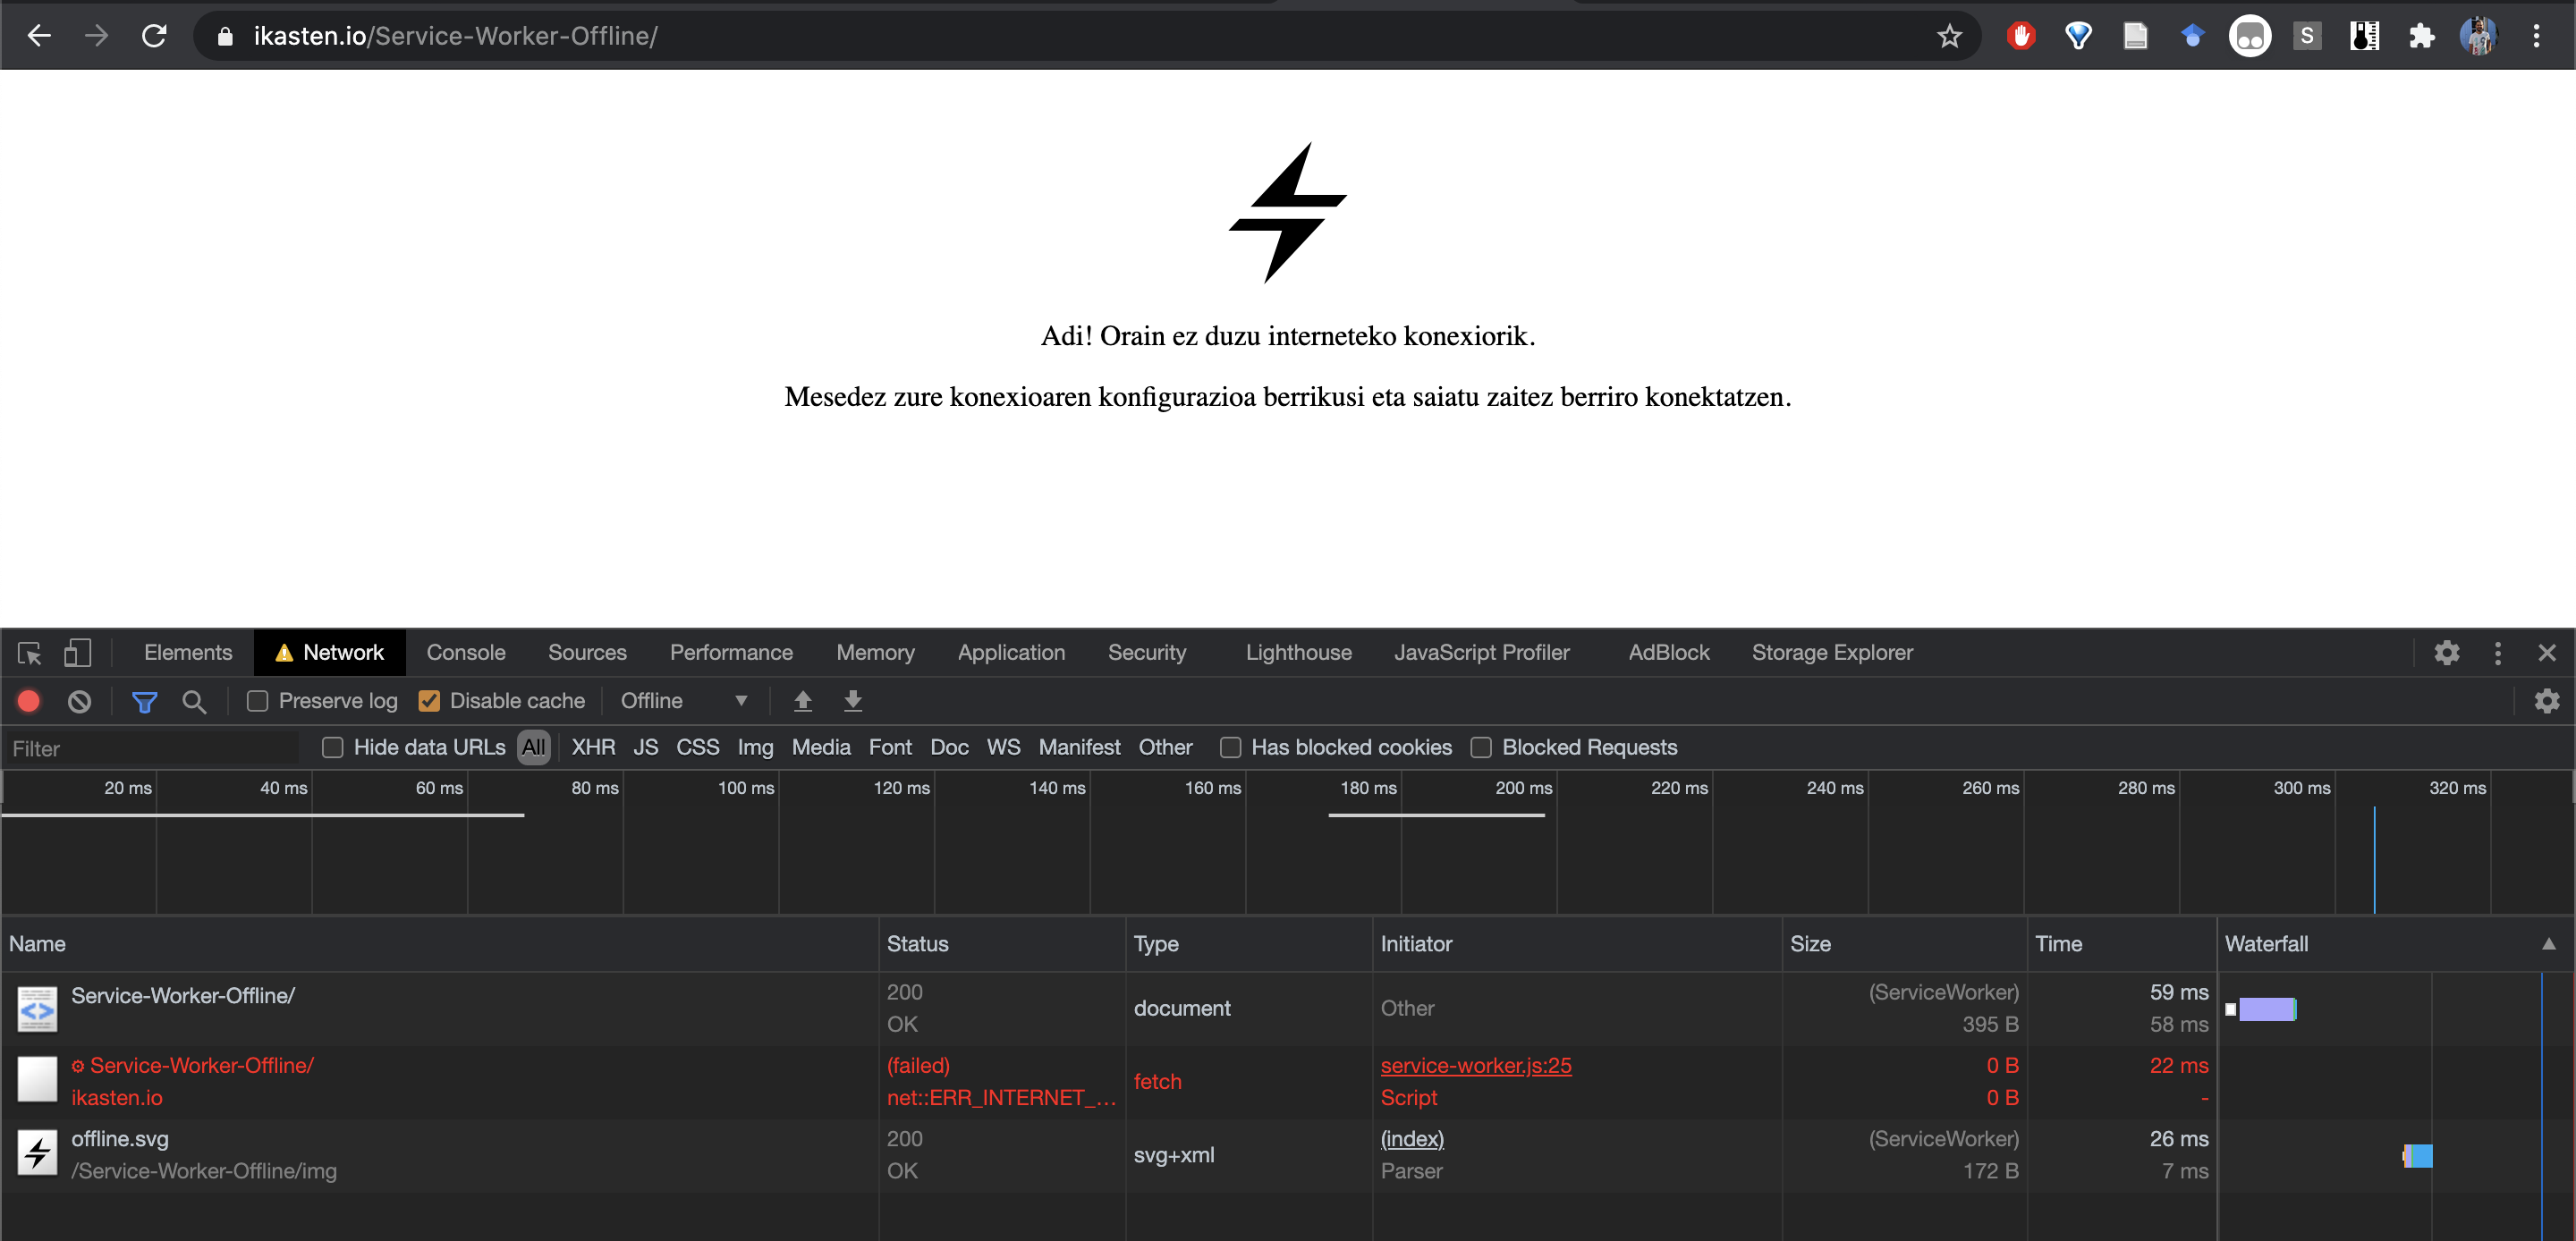 ikasten.io/Service-Worker-Offline/
S
Adi! Orain ez duzu interneteko konexiorik.
Mesedez zure konexioaren konfigurazioa berrikusi eta saiatu zaitez berriro konektatzen.
Elements Network Console Sources Performance Memory Application Security Lighthouse JavaScript Profiler AdBlock Storage Explorer
Preserve log Disable cache Offline
Filter Hide data URLs All XHR JS CSS Img Media Font Doc WS Manifest Other Has blocked cookies Blocked Requests
20 ms 40 ms 60 ms 80 ms 100 ms 120 ms 140 ms 160 ms 180 ms 200 ms 220 ms 240 ms 260 ms 280 ms 300 ms 320 ms
Name Status Type Initiator Size Time Waterfall
Service-Worker-Offline/ 200 OK document Other (ServiceWorker) 395 B 59 ms 58 ms
Service-Worker-Offline/ ikasten.io (failed) net::ERR_INTERNET_... fetch service-worker.js:25 Script 0 B 0 B 22 ms -
offline.svg /Service-Worker-Offline/img 200 OK svg+xml (index) Parser (ServiceWorker) 172 B 26 ms 7 ms